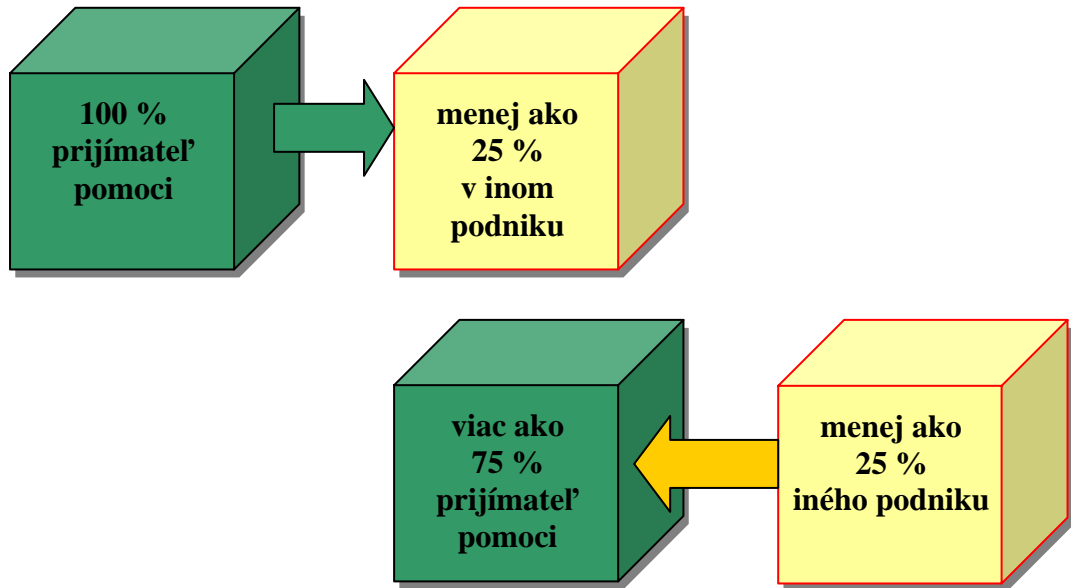 100 %
prijímateľ
pomoci
menej ako
25 %
v inom
podniku
viac ako
75 %
prijímateľ
pomoci
menej ako
25 %
iného podniku